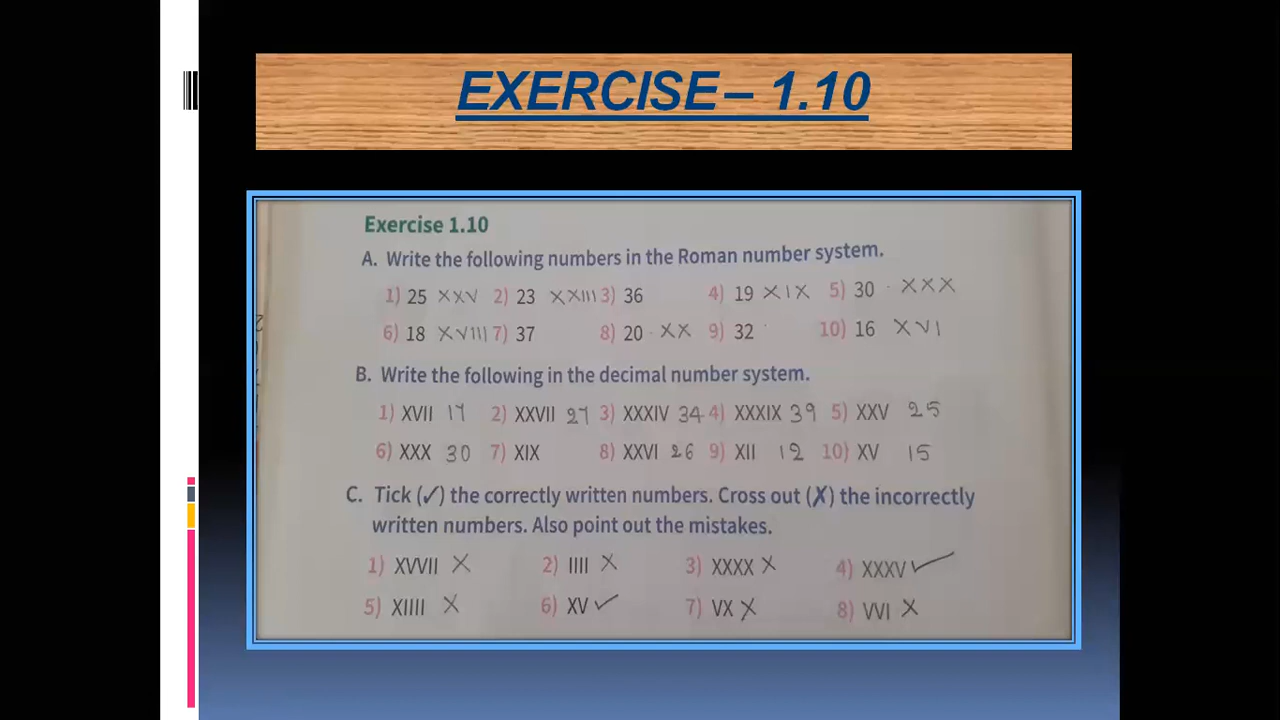 EXERCISE – 1.10
Exercise 1.10
A. Write the following numbers in the Roman number system.
1) 25 XXV 2) 23 XXIII 3) 36 4) 19 XIX 5) 30 XXX
6) 18 XVIII 7) 37 8) 20 XX 9) 32 10) 16 XVI
B. Write the following in the decimal number system.
1) XVII 17 2) XXVII 27 3) XXXIV 34 4) XXXIX 39 5) XXV 25
6) XXX 30 7) XIX 8) XXVI 26 9) XII 12 10) XV 15
C. Tick (✓) the correctly written numbers. Cross out (✗) the incorrectly
written numbers. Also point out the mistakes.
1) XVVII ✗ 2) IIII ✗ 3) XXXX ✗ 4) XXXV ✓
5) XIIII ✗ 6) XV ✓ 7) VX ✗ 8) VVI ✗